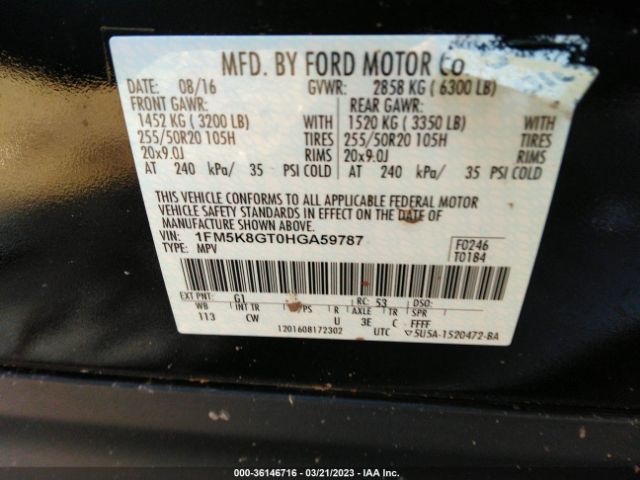 MFD. BY FORD MOTOR Co
DATE: 08/16 GVWR: 2858 KG ( 6300 LB)
FRONT GAWR: REAR GAWR:
1452 KG ( 3200 LB) WITH 1520 KG ( 3350 LB) WITH
255/50R20 105H TIRES 255/50R20 105H TIRES
20x9.0J RIMS 20x9.0J RIMS
AT 240 kPa/ 35 PSI COLD AT 240 kPa/ 35 PSI COLD
THIS VEHICLE CONFORMS TO ALL APPLICABLE FEDERAL MOTOR
VEHICLE SAFETY STANDARDS IN EFFECT ON THE DATE OF
MANUFACTURE SHOWN ABOVE.
VIN: 1FM5K8GT0HGA59787 F0246
TYPE: MPV T0184
EXT PNT: G1 RC: 53 DSO:
WB INT TR TP/PS R AXLE TR SPR
113 CW U 3E C FFFF
1201608172302 UTC 5U5A-1520472-BA
000-36146716 — 03/21/2023 — IAA Inc.